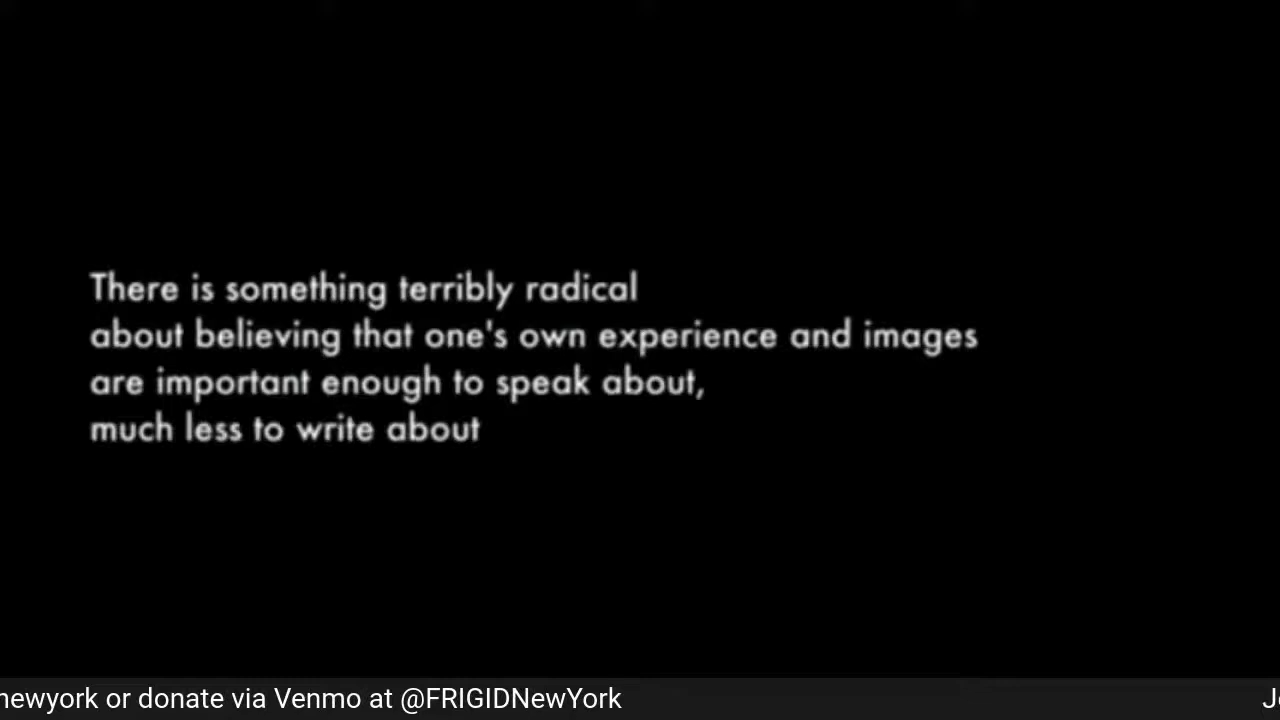 There is something terribly radical
about believing that one's own experience and images
are important enough to speak about,
much less to write about
newyork or donate via Venmo at @FRIGIDNewYork